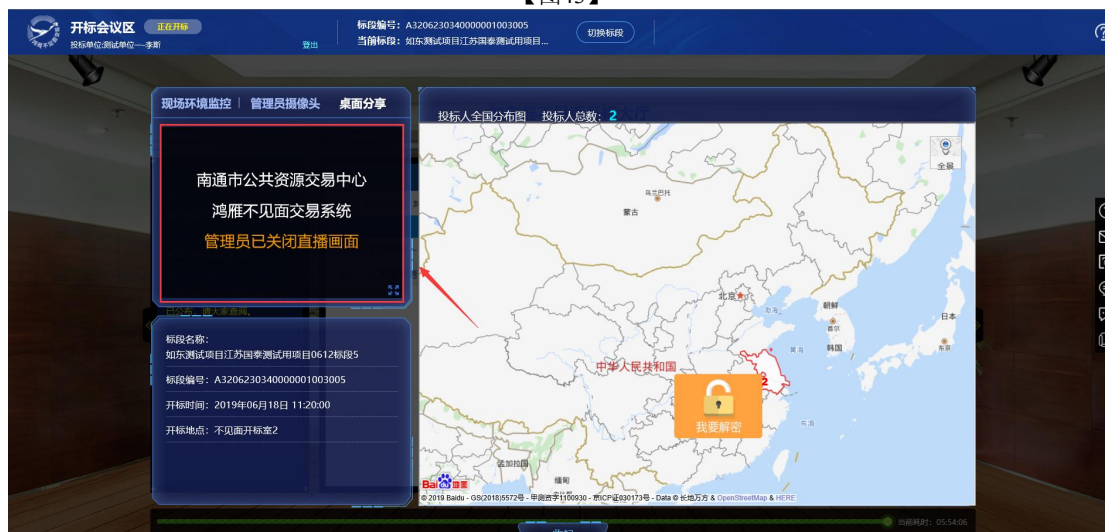 开标会议区 正在开标
投标单位:测试单位——李斯 登出
标段编号: A3206230340000001003005
当前标段: 如东测试项目江苏国泰测试用项目...
切换标段
现场环境监控 管理员摄像头 桌面分享
南通市公共资源交易中心
鸿雁不见面交易系统
管理员已关闭直播画面
标段名称:
如东测试项目江苏国泰测试用项目0612标段5
标段编号: A3206230340000001003005
开标时间: 2019年06月18日 11:20:00
开标地点: 不见面开标室2
投标人全国分布图 投标人总数: 2
全景
乌兰巴托
蒙古
北京
渤海
朝鲜
首尔
韩国
日本
东京
黄海
中华人民共和国
2
我要解密
东海
孟加拉国
缅甸
Bai 地图
© 2019 Baidu - GS(2018)5572号 - 甲测资字1100930 - 京ICP证030173号 - Data © 长地万方 & OpenStreetMap & HERE
当前耗时: 05:54:06